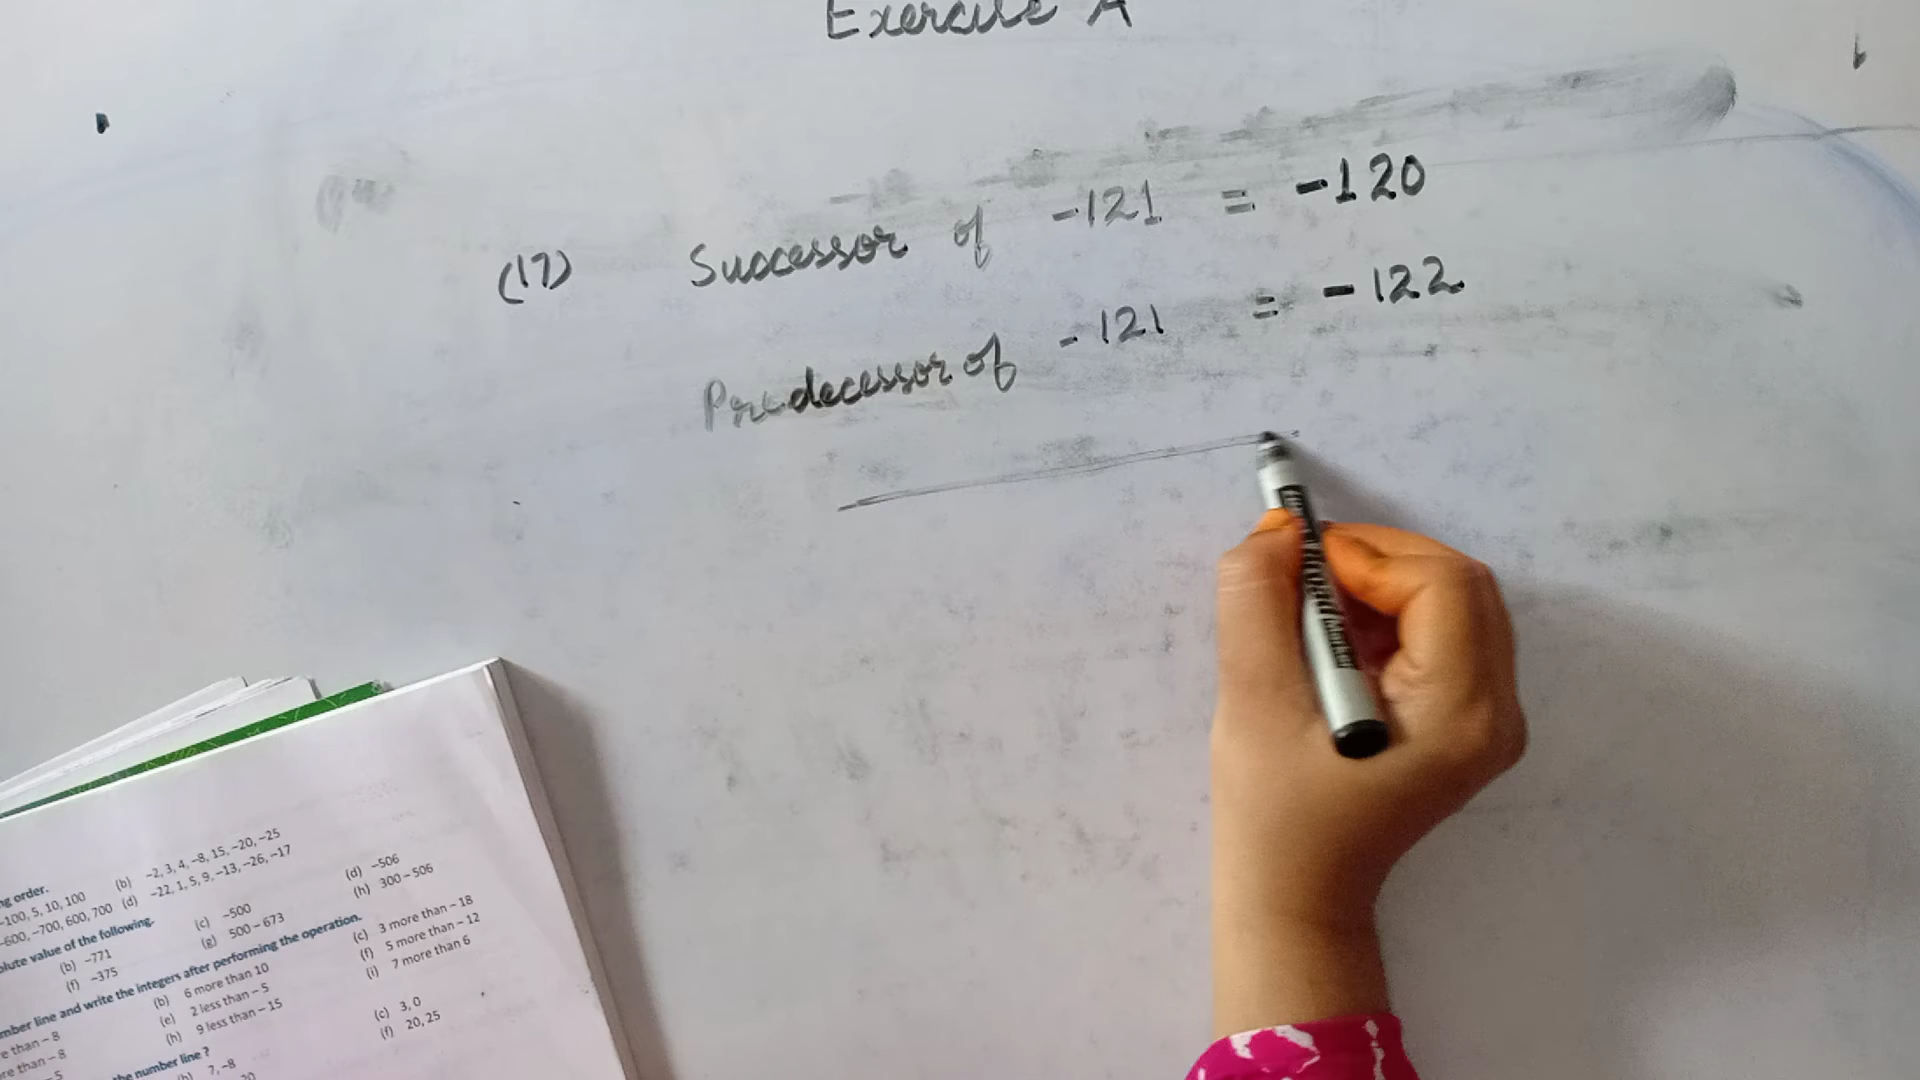 Exercise A
(17) Successor of -121 = -120
Predecessor of -121 = -122
Marker
ng order.
-100, 5, 10, 100 (b) -2, 3, 4, -8, 15, -20, -25
-600, -700, 600, 700 (d) -22, 1, 5, 9, -13, -26, -17
olute value of the following.
(b) -771 (c) -500 (d) -506
(f) -375 (g) 500 - 673 (h) 300 - 506
mber line and write the integers after performing the operation.
e than - 8 (b) 6 more than 10 (c) 3 more than - 18
re than - 8 (e) 2 less than - 5 (f) 5 more than - 12
-5 (h) 9 less than - 15 (i) 7 more than 6
the number line ?
(b) 7, -8 (c) 3, 0
20 (f) 20, 25